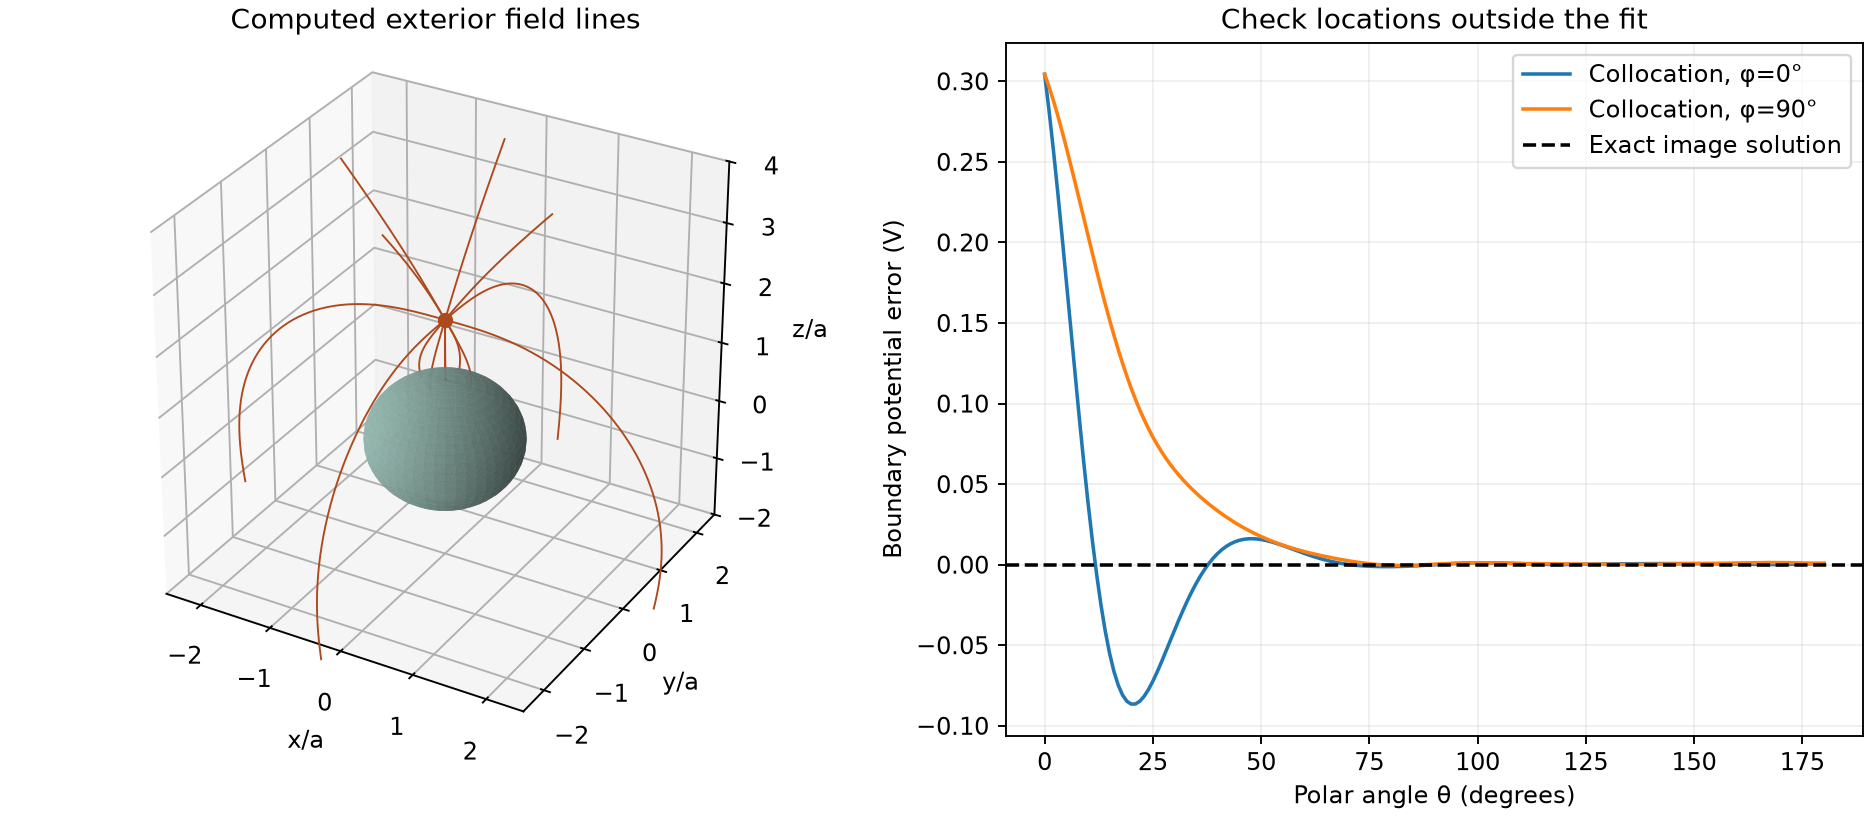 Computed exterior field lines
4
3
2
1
0
−1
−2
z/a
−2
−1
0
1
2
x/a
−2
−1
0
1
2
y/a
Check locations outside the fit
Collocation, φ=0°
Collocation, φ=90°
Exact image solution
0.30
0.25
0.20
0.15
0.10
0.05
0.00
−0.05
−0.10
Boundary potential error (V)
0 25 50 75 100 125 150 175
Polar angle θ (degrees)